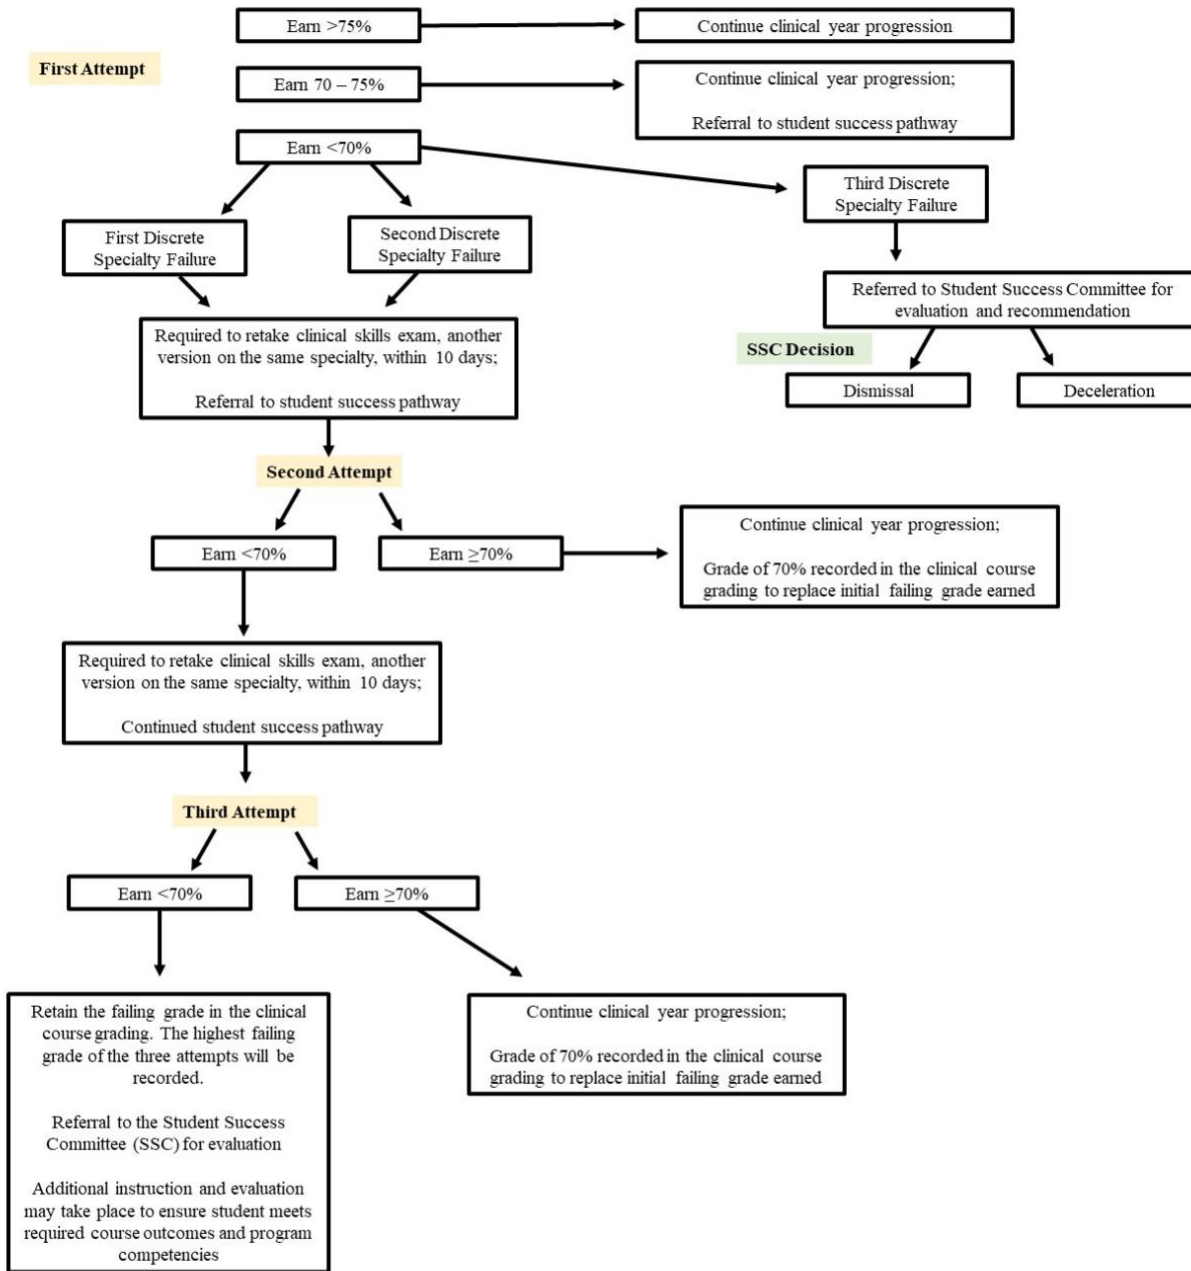 Earn >75%
Continue clinical year progression
First Attempt
Earn 70 – 75%
Continue clinical year progression;
Referral to student success pathway
Earn <70%
Third Discrete
Specialty Failure
First Discrete
Specialty Failure
Second Discrete
Specialty Failure
Referred to Student Success Committee for
evaluation and recommendation
SSC Decision
Dismissal
Deceleration
Required to retake clinical skills exam, another
version on the same specialty, within 10 days;
Referral to student success pathway
Second Attempt
Earn <70%
Earn ≥70%
Continue clinical year progression;
Grade of 70% recorded in the clinical course
grading to replace initial failing grade earned
Required to retake clinical skills exam, another
version on the same specialty, within 10 days;
Continued student success pathway
Third Attempt
Earn <70%
Earn ≥70%
Retain the failing grade in the clinical
course grading. The highest failing
grade of the three attempts will be
recorded.
Referral to the Student Success
Committee (SSC) for evaluation
Additional instruction and evaluation
may take place to ensure student meets
required course outcomes and program
competencies
Continue clinical year progression;
Grade of 70% recorded in the clinical course
grading to replace initial failing grade earned